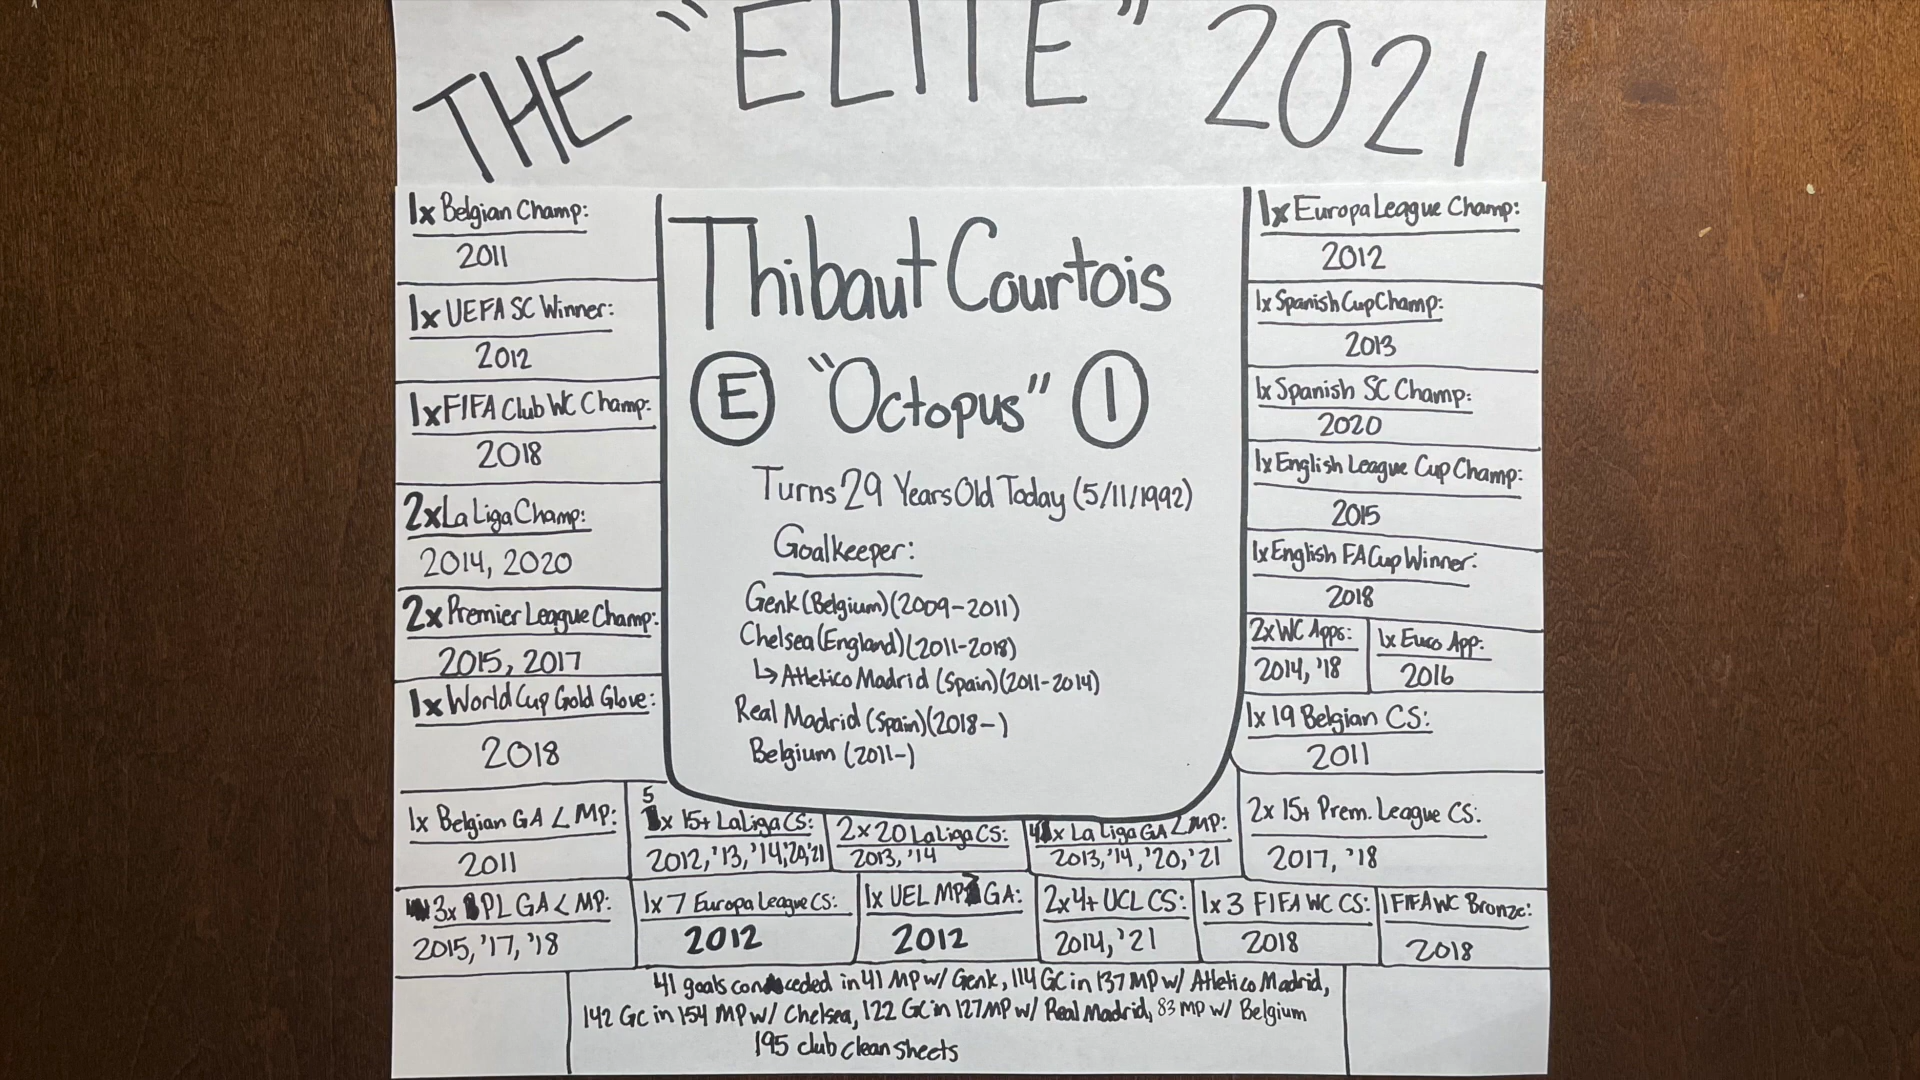 THE "ELITE" 2021
1x Belgian Champ:
2011
1x UEFA SC Winner:
2012
1x FIFA Club WC Champ:
2018
2x La Liga Champ:
2014, 2020
2x Premier League Champ:
2015, 2017
1x World Cup Gold Glove:
2018
Thibaut Courtois
E "Octopus" 1
Turns 29 Years Old Today (5/11/1992)
Goalkeeper:
Genk (Belgium) (2009-2011)
Chelsea (England) (2011-2018)
↳ Atletico Madrid (Spain) (2011-2014)
Real Madrid (Spain) (2018-)
Belgium (2011-)
1x Europa League Champ:
2012
1x Spanish Cup Champ:
2013
1x Spanish SC Champ:
2020
1x English League Cup Champ:
2015
1x English FA Cup Winner:
2018
2x WC Apps:
2014, '18
1x Euro App:
2016
1x 19 Belgian CS:
2011
1x Belgian GA < MP:
2011
5x 15+ La Liga CS:
2012, '13, '14, '20, '21
2x 20 La Liga CS:
2013, '14
4x La Liga GA < MP:
2013, '14, '20, '21
2x 15+ Prem. League CS:
2017, '18
3x PL GA < MP:
2015, '17, '18
1x 7 Europa League CS:
2012
1x UEL MP GA:
2012
2x 4+ UCL CS:
2014, '21
1x 3 FIFA WC CS:
2018
1 FIFA WC Bronze:
2018
41 goals conceded in 41 MP w/ Genk, 114 GC in 137 MP w/ Atletico Madrid,
142 GC in 154 MP w/ Chelsea, 122 GC in 127 MP w/ Real Madrid, 83 MP w/ Belgium
195 club clean sheets